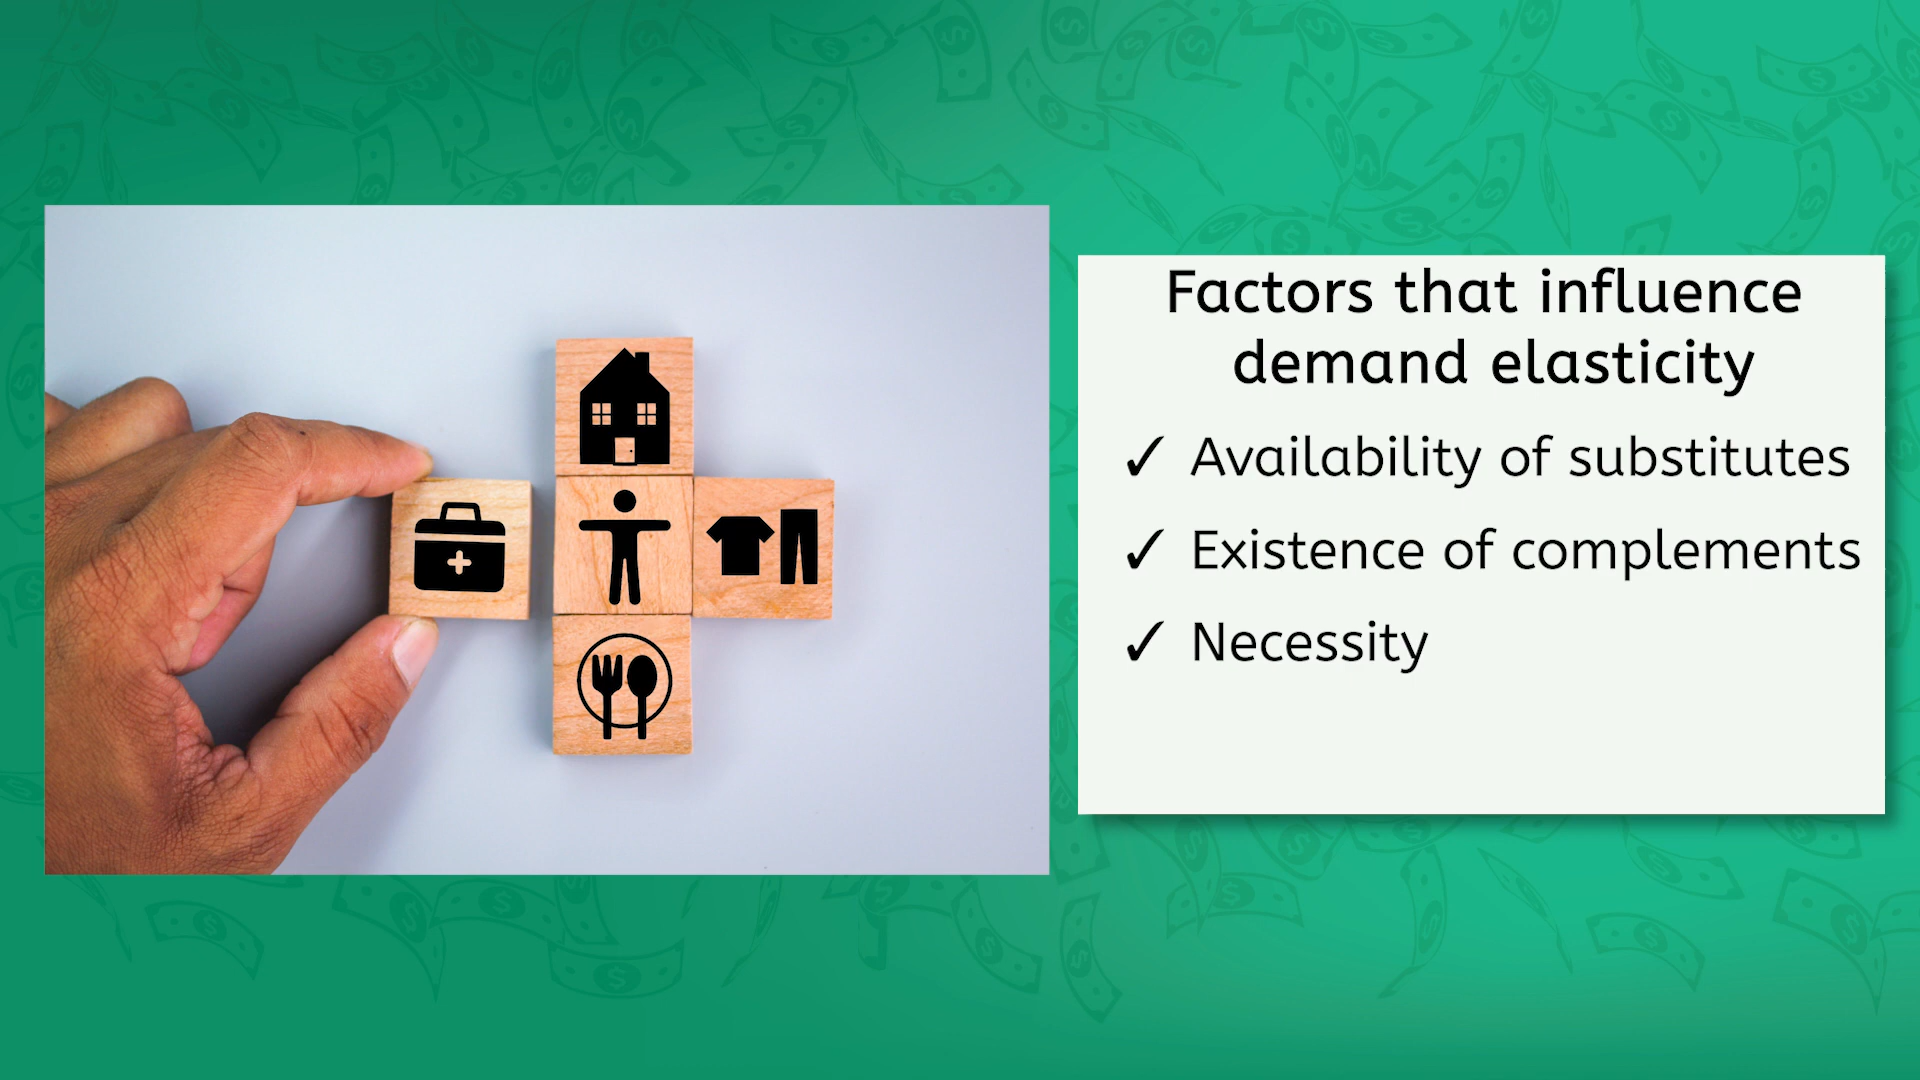 Factors that influence
demand elasticity
✓ Availability of substitutes
✓ Existence of complements
✓ Necessity